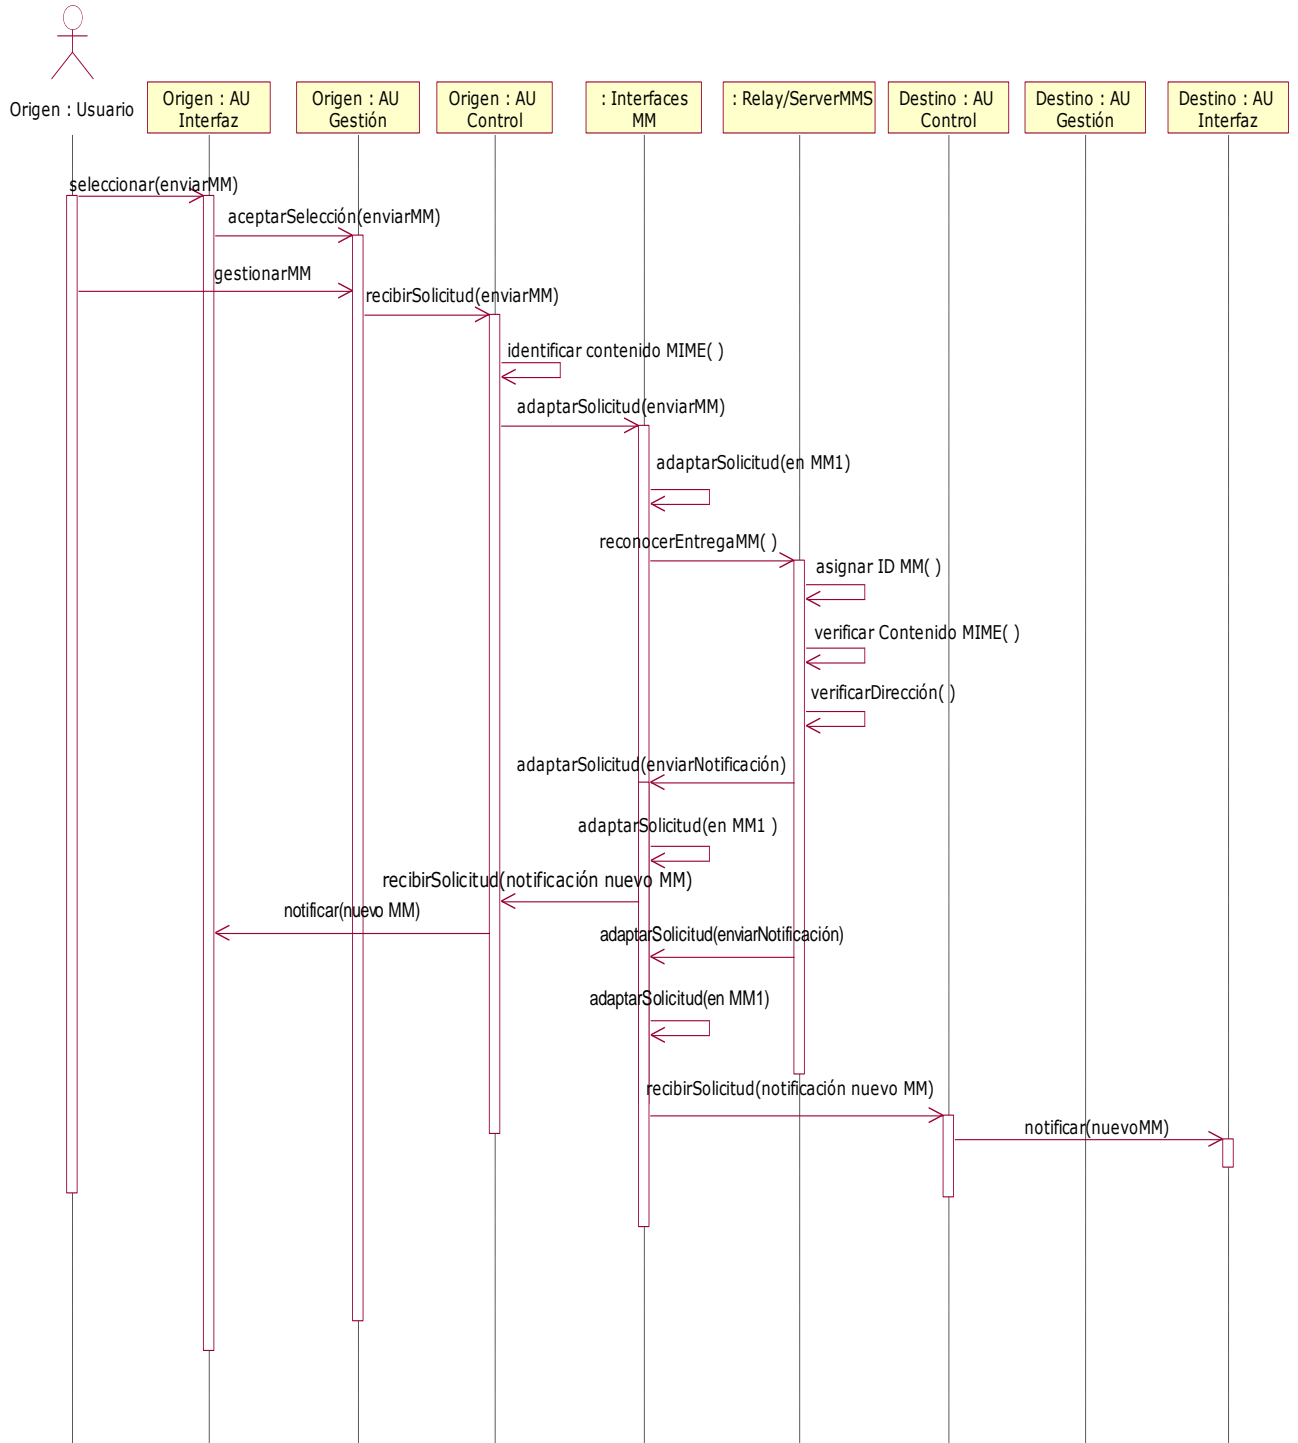 Origen : Usuario
Origen : AU
Interfaz
Origen : AU
Gestión
Origen : AU
Control
: Interfaces
MM
: Relay/ServerMMS
Destino : AU
Control
Destino : AU
Gestión
Destino : AU
Interfaz
seleccionar(enviarMM)
aceptarSelección(enviarMM)
gestionarMM
recibirSolicitud(enviarMM)
identificar contenido MIME( )
adaptarSolicitud(enviarMM)
adaptarSolicitud(en MM1)
reconocerEntregaMM( )
asignar ID MM( )
verificar Contenido MIME( )
verificarDirección( )
adaptarSolicitud(enviarNotificación)
adaptarSolicitud(en MM1 )
recibirSolicitud(notificación nuevo MM)
notificar(nuevo MM)
adaptarSolicitud(enviarNotificación)
adaptarSolicitud(en MM1)
recibirSolicitud(notificación nuevo MM)
notificar(nuevoMM)